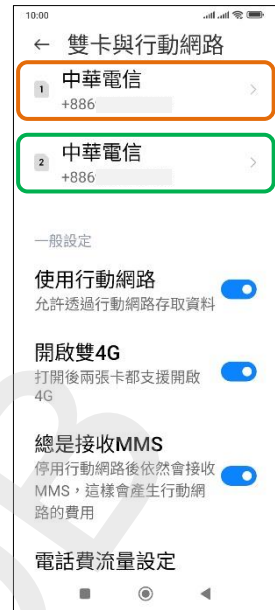 10:00
雙卡與行動網路
1
中華電信
+886
2
中華電信
+886
一般設定
使用行動網路
允許透過行動網路存取資料
開啟雙4G
打開後兩張卡都支援開啟
4G
總是接收MMS
停用行動網路後依然會接收
MMS，這樣會產生行動網
路的費用
電話費流量設定